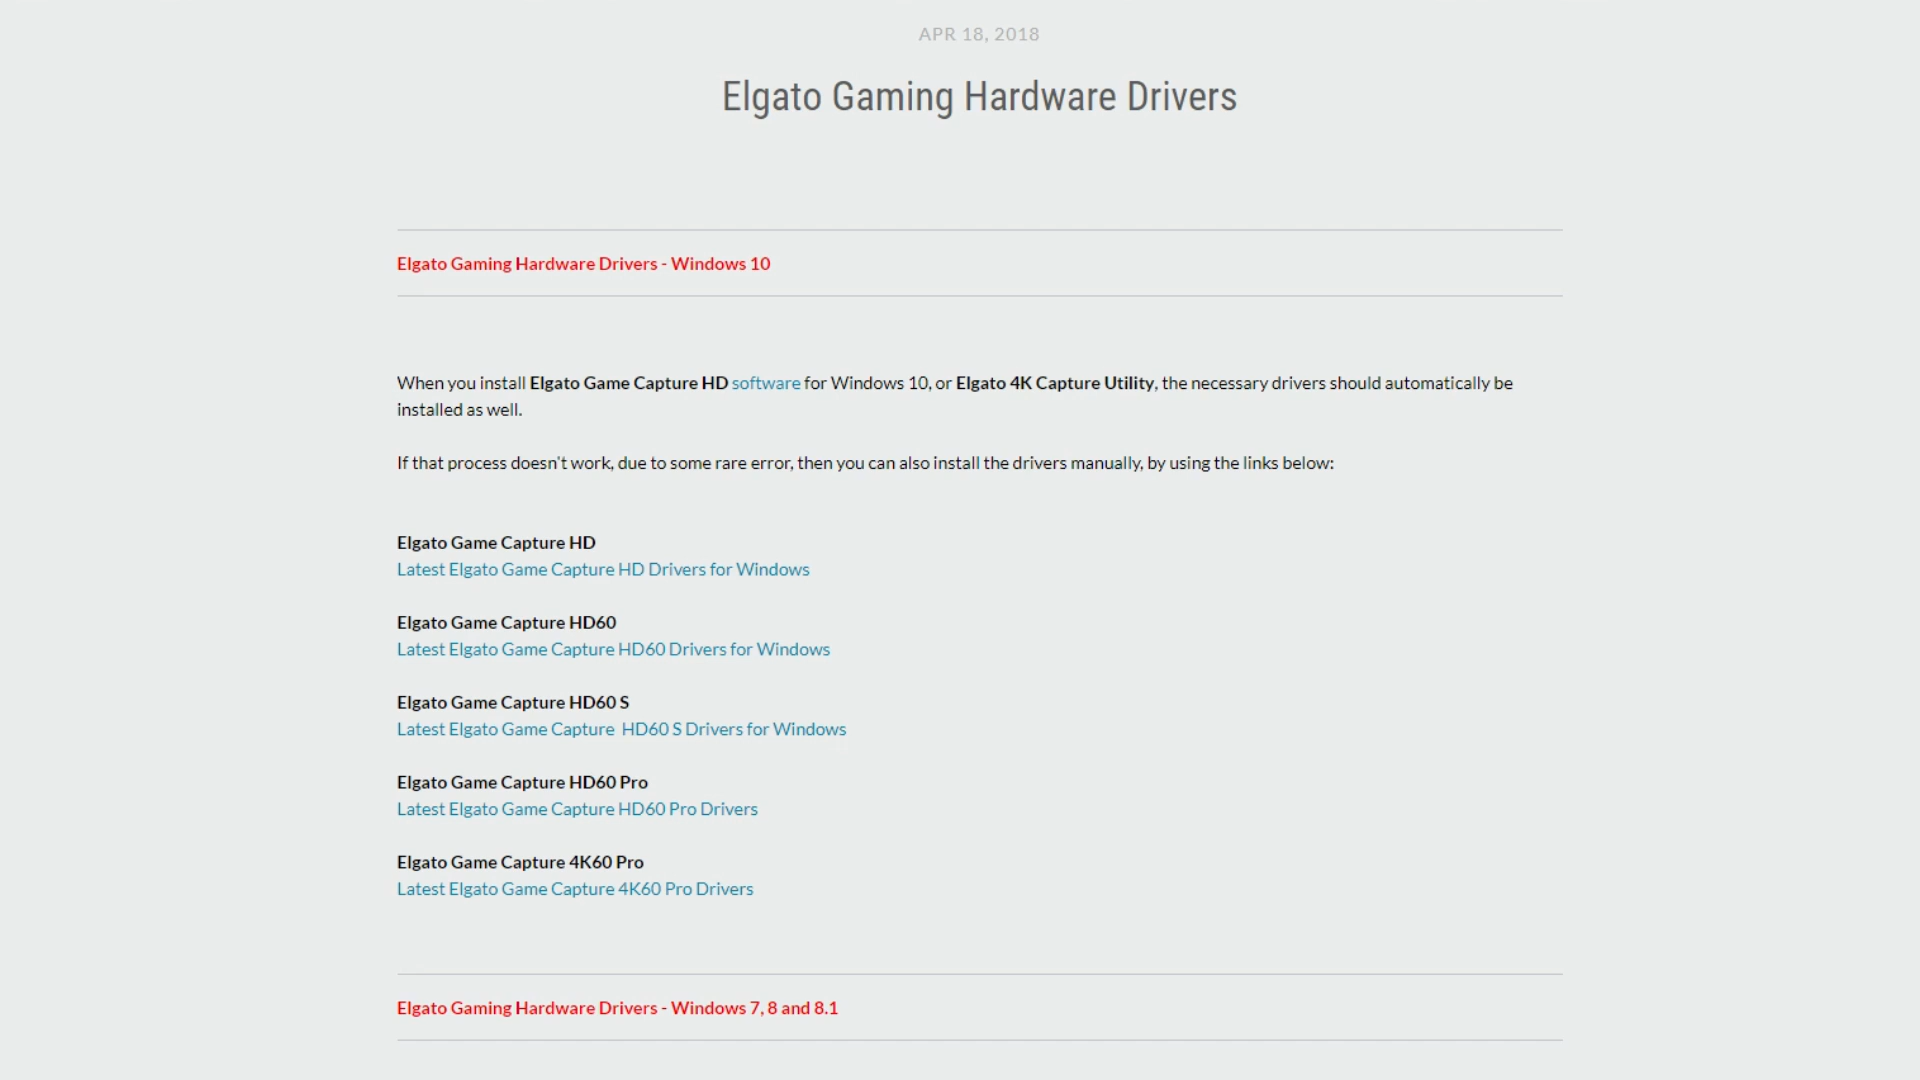 APR 18, 2018
Elgato Gaming Hardware Drivers
Elgato Gaming Hardware Drivers - Windows 10
When you install Elgato Game Capture HD software for Windows 10, or Elgato 4K Capture Utility, the necessary drivers should automatically be
installed as well.
If that process doesn't work, due to some rare error, then you can also install the drivers manually, by using the links below:
Elgato Game Capture HD
Latest Elgato Game Capture HD Drivers for Windows
Elgato Game Capture HD60
Latest Elgato Game Capture HD60 Drivers for Windows
Elgato Game Capture HD60 S
Latest Elgato Game Capture  HD60 S Drivers for Windows
Elgato Game Capture HD60 Pro
Latest Elgato Game Capture HD60 Pro Drivers
Elgato Game Capture 4K60 Pro
Latest Elgato Game Capture 4K60 Pro Drivers
Elgato Gaming Hardware Drivers - Windows 7, 8 and 8.1